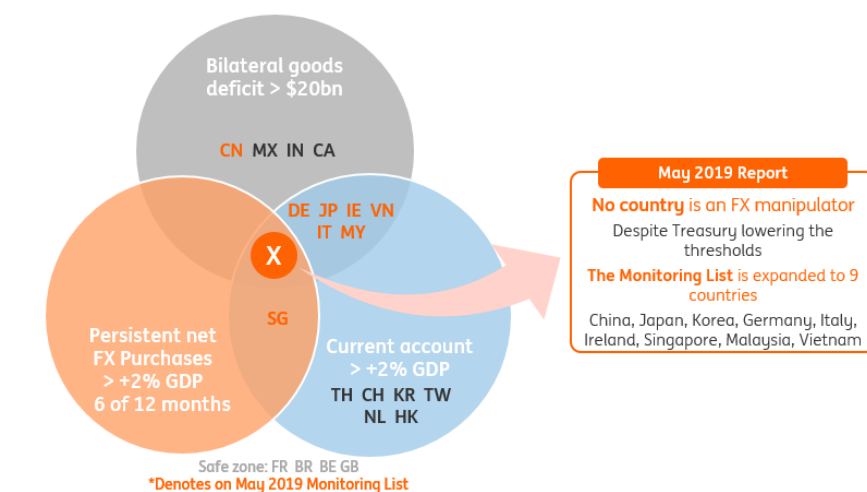 Bilateral goods
deficit > $20bn
CN MX IN CA
DE JP IE VN
IT MY
X
SG
Persistent net
FX Purchases
> +2% GDP
6 of 12 months
Current account
> +2% GDP
TH CH KR TW
NL HK
Safe zone: FR BR BE GB
*Denotes on May 2019 Monitoring List
May 2019 Report
No country is an FX manipulator
Despite Treasury lowering the
thresholds
The Monitoring List is expanded to 9
countries
China, Japan, Korea, Germany, Italy,
Ireland, Singapore, Malaysia, Vietnam